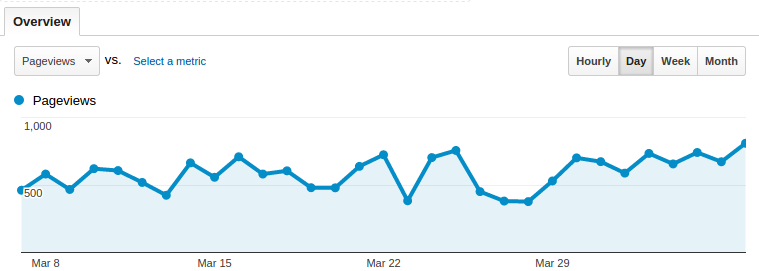 Overview
Pageviews vs. Select a metric Hourly Day Week Month
Pageviews
1,000
500
Mar 8 Mar 15 Mar 22 Mar 29